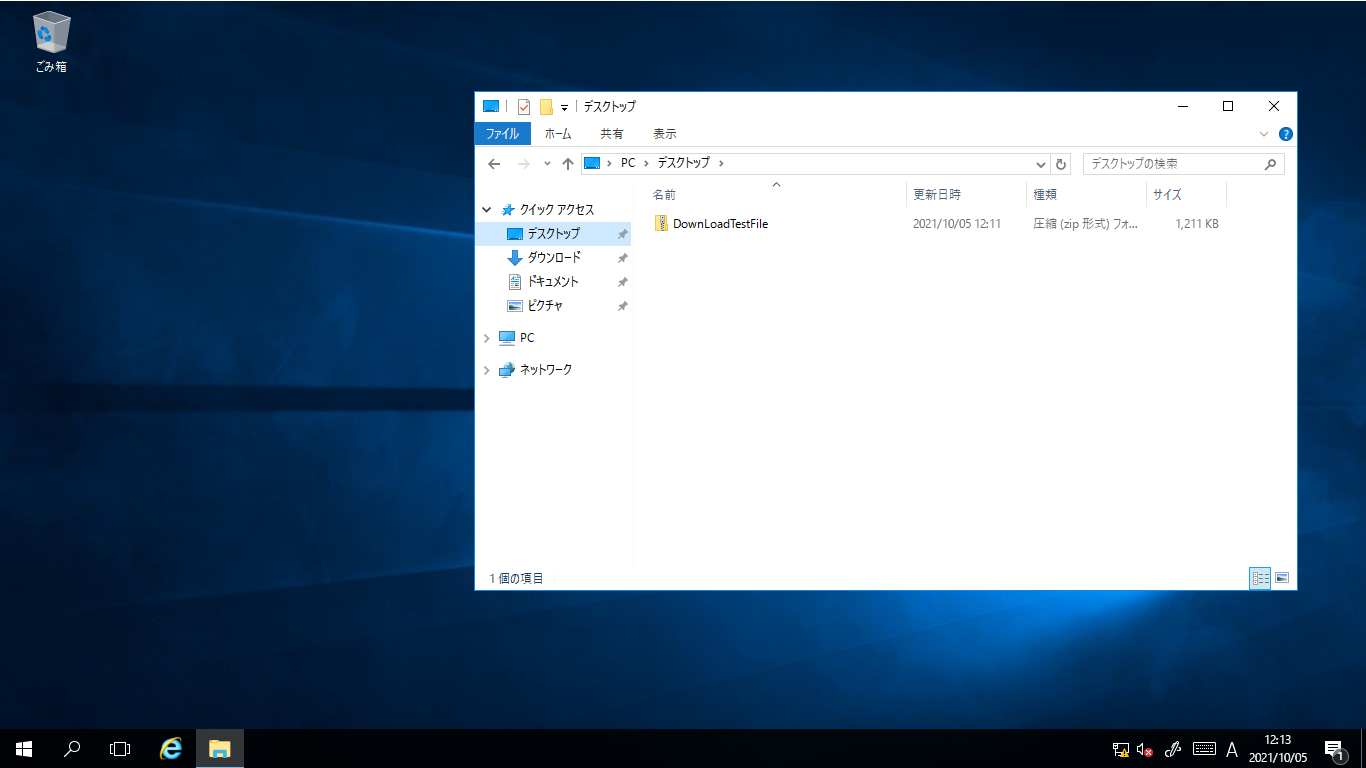 ごみ箱
デスクトップ
ファイル ホーム 共有 表示
PC デスクトップ
デスクトップの検索
クイック アクセス
デスクトップ
ダウンロード
ドキュメント
ピクチャ
PC
ネットワーク
名前 更新日時 種類 サイズ
DownLoadTestFile 2021/10/05 12:11 圧縮 (zip 形式) フォ... 1,211 KB
1 個の項目
A
12:13
2021/10/05
1